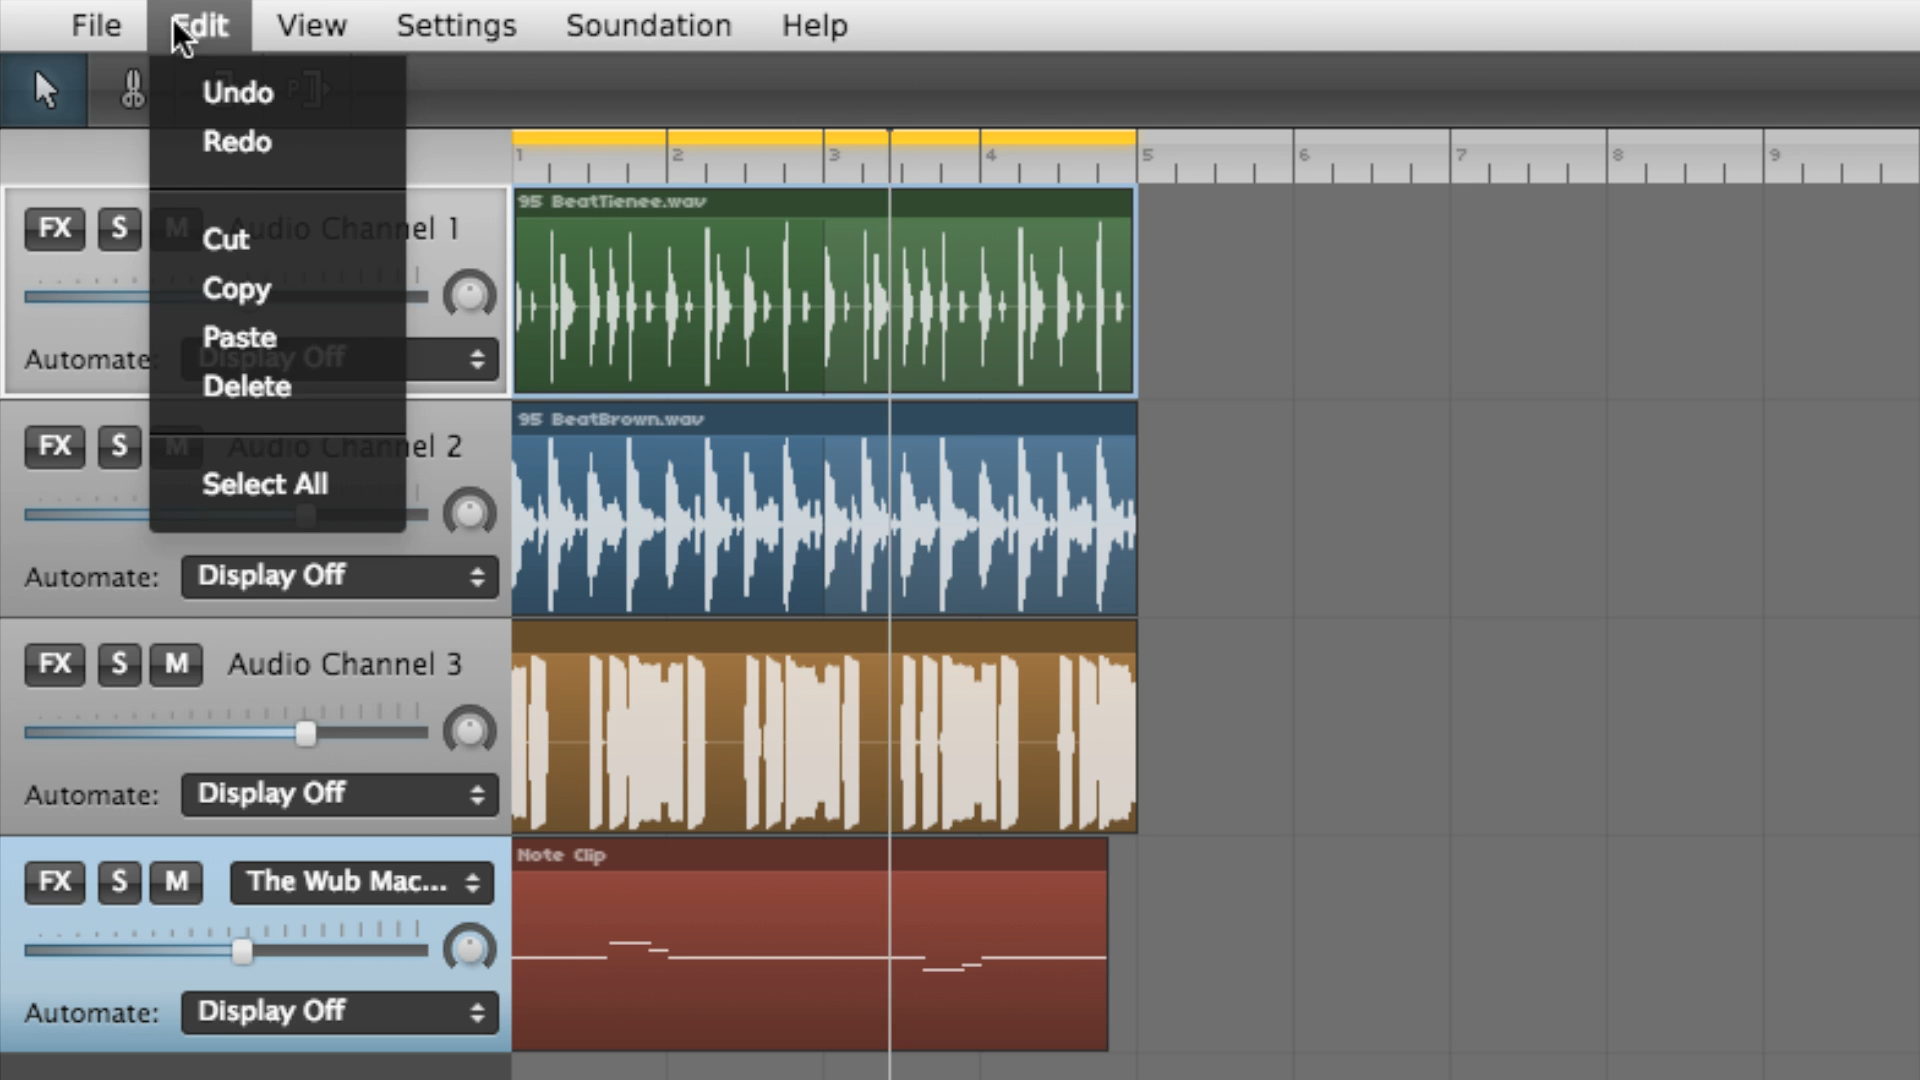 File Edit View Settings Soundation Help
Undo
Redo
Cut
Copy
Paste
Delete
Select All
1 2 3 4 5 6 7 8 9
FX S M Audio Channel 1
Automate: Display Off
95 BeatTienee.wav
FX S M Audio Channel 2
Automate: Display Off
95 BeatBrown.wav
FX S M Audio Channel 3
Automate: Display Off
FX S M The Wub Mac...
Automate: Display Off
Note Clip